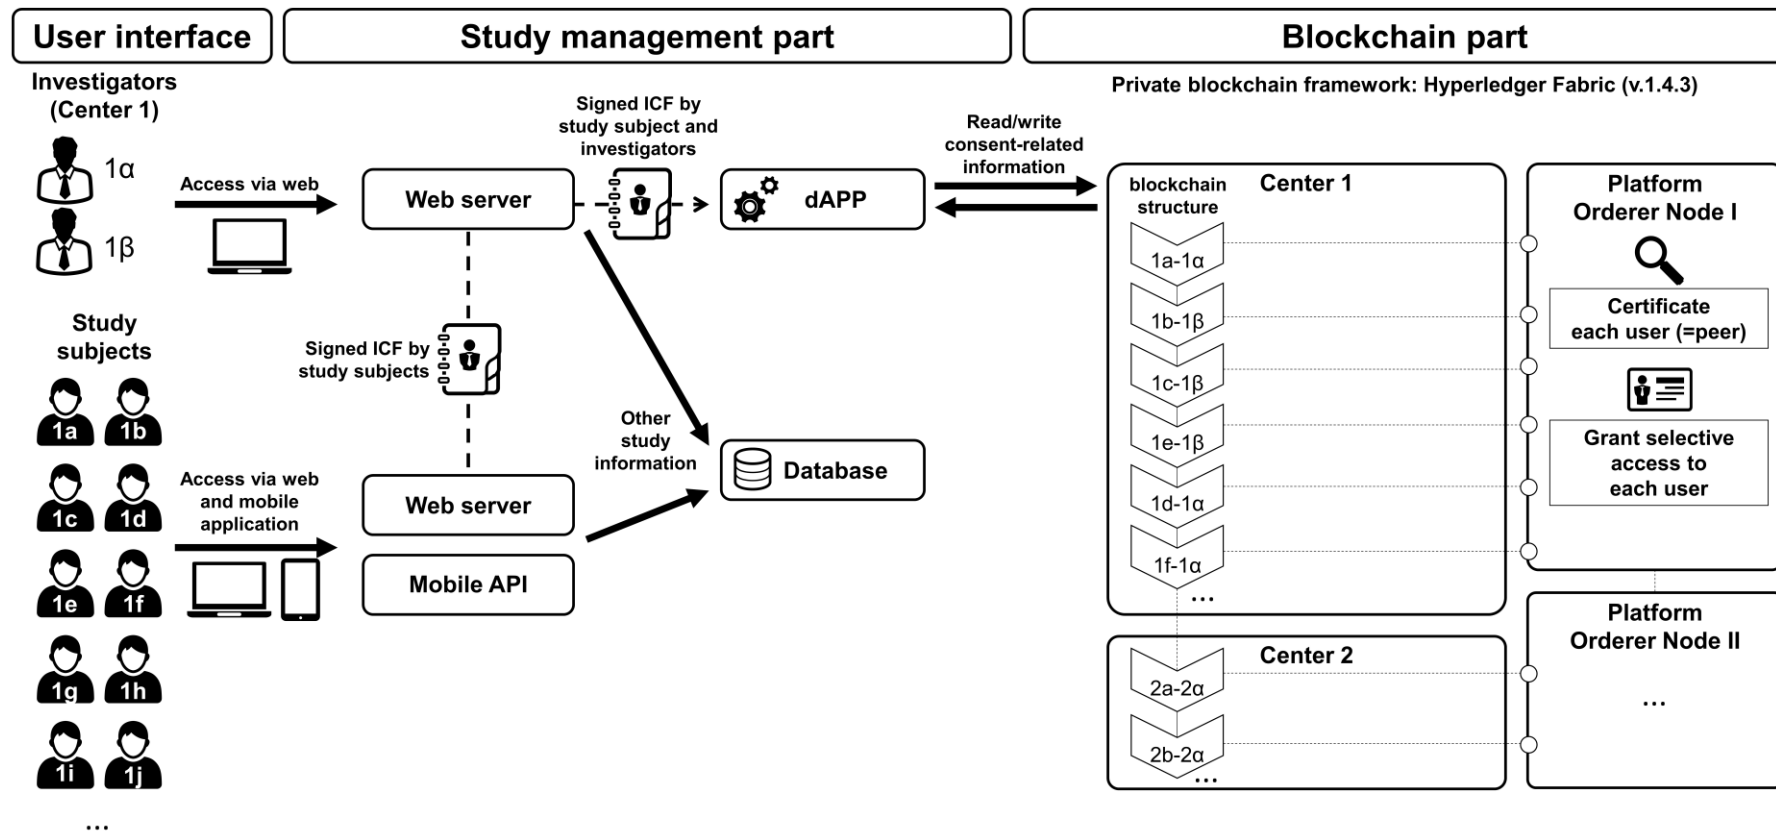 User interface
Study management part
Blockchain part
Investigators
(Center 1)
1α
1β
Access via web
Study
subjects
1a
1b
1c
1d
1e
1f
1g
1h
1i
1j
...
Access via web
and mobile
application
Web server
Signed ICF by
study subject and
investigators
dAPP
Signed ICF by
study subjects
Other
study
information
Web server
Mobile API
Database
Read/write
consent-related
information
Private blockchain framework: Hyperledger Fabric (v.1.4.3)
blockchain
structure
Center 1
1a-1α
1b-1β
1c-1β
1e-1β
1d-1α
1f-1α
...
Center 2
2a-2α
2b-2α
...
Platform
Orderer Node I
Certificate
each user (=peer)
Grant selective
access to
each user
Platform
Orderer Node II
...